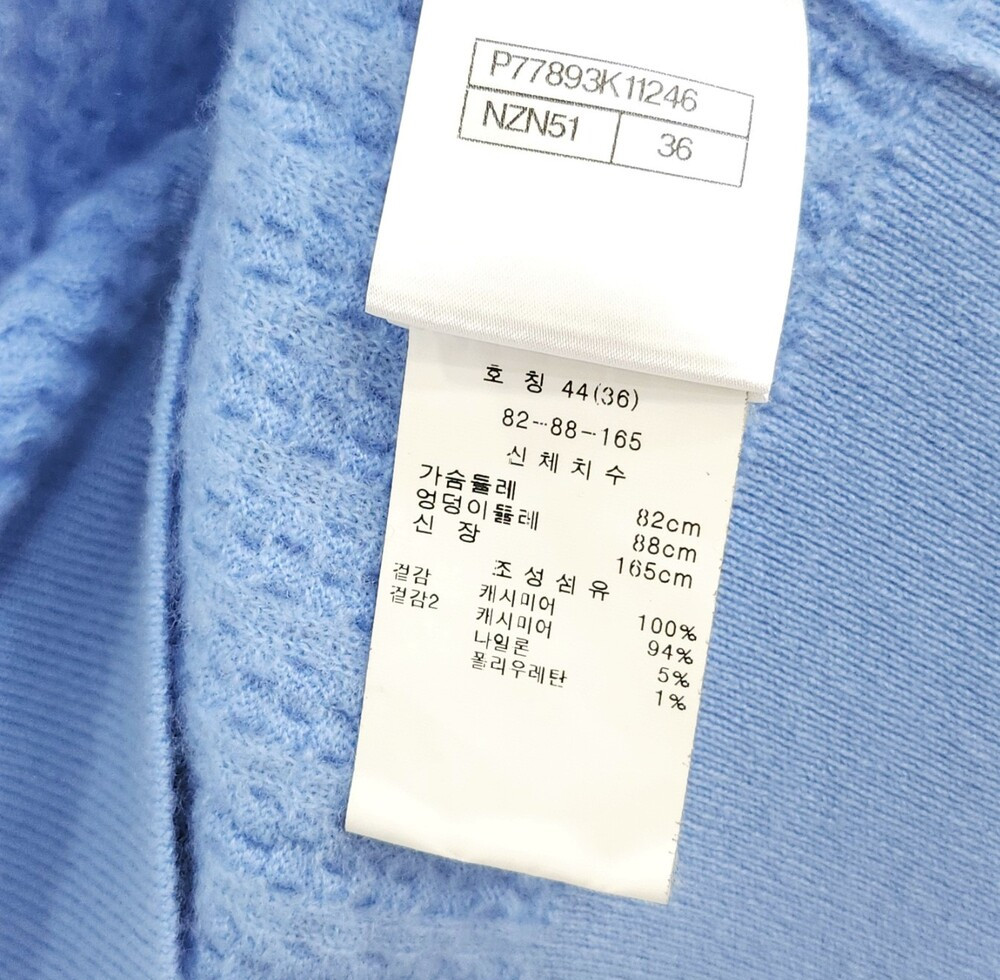 P77893K11246
NZN51 36
호 칭 44(36)
82--88--165
신 체 치 수
가슴둘레 82cm
엉덩이둘레 88cm
신 장 165cm
조 성 섬 유
겉감 캐시미어 100%
겉감2 캐시미어 94%
나일론 5%
폴리우레탄 1%